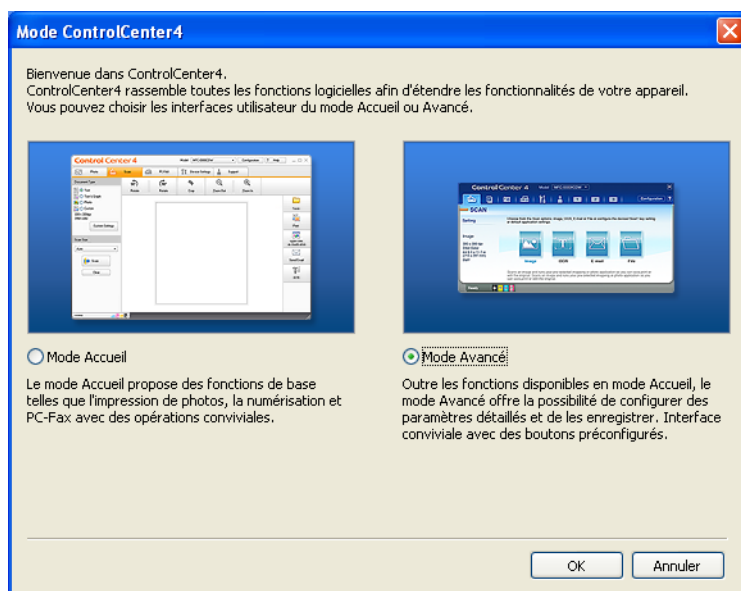 Mode ControlCenter4
Bienvenue dans ControlCenter4.
ControlCenter4 rassemble toutes les fonctions logicielles afin d'étendre les fonctionnalités de votre appareil.
Vous pouvez choisir les interfaces utilisateur du mode Accueil ou Avancé.
Control Center 4
Control Center 4
SCAN
Image
OCR
E-mail
File
Mode Accueil
Le mode Accueil propose des fonctions de base
telles que l'impression de photos, la numérisation et
PC-Fax avec des opérations conviviales.
Mode Avancé
Outre les fonctions disponibles en mode Accueil, le
mode Avancé offre la possibilité de configurer des
paramètres détaillés et de les enregistrer. Interface
conviviale avec des boutons préconfigurés.
OK
Annuler